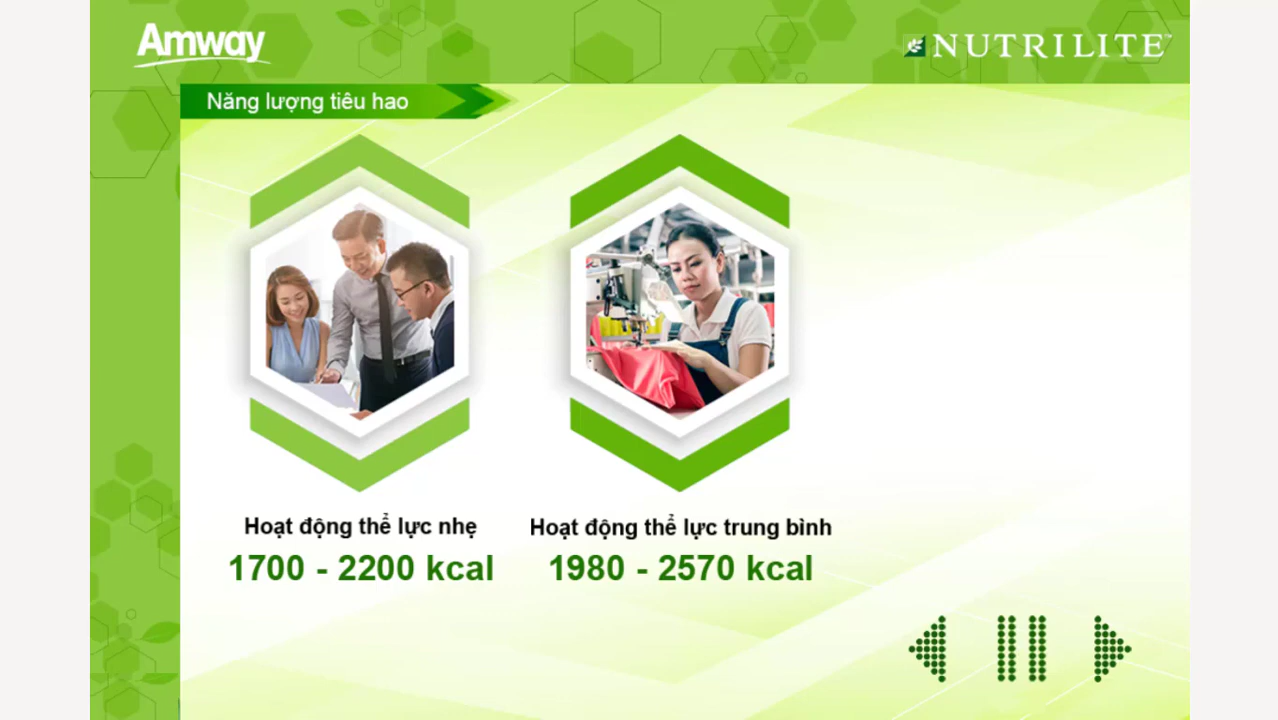 Amway
NUTRILITE™
Năng lượng tiêu hao
Hoạt động thể lực nhẹ
1700 - 2200 kcal
Hoạt động thể lực trung bình
1980 - 2570 kcal